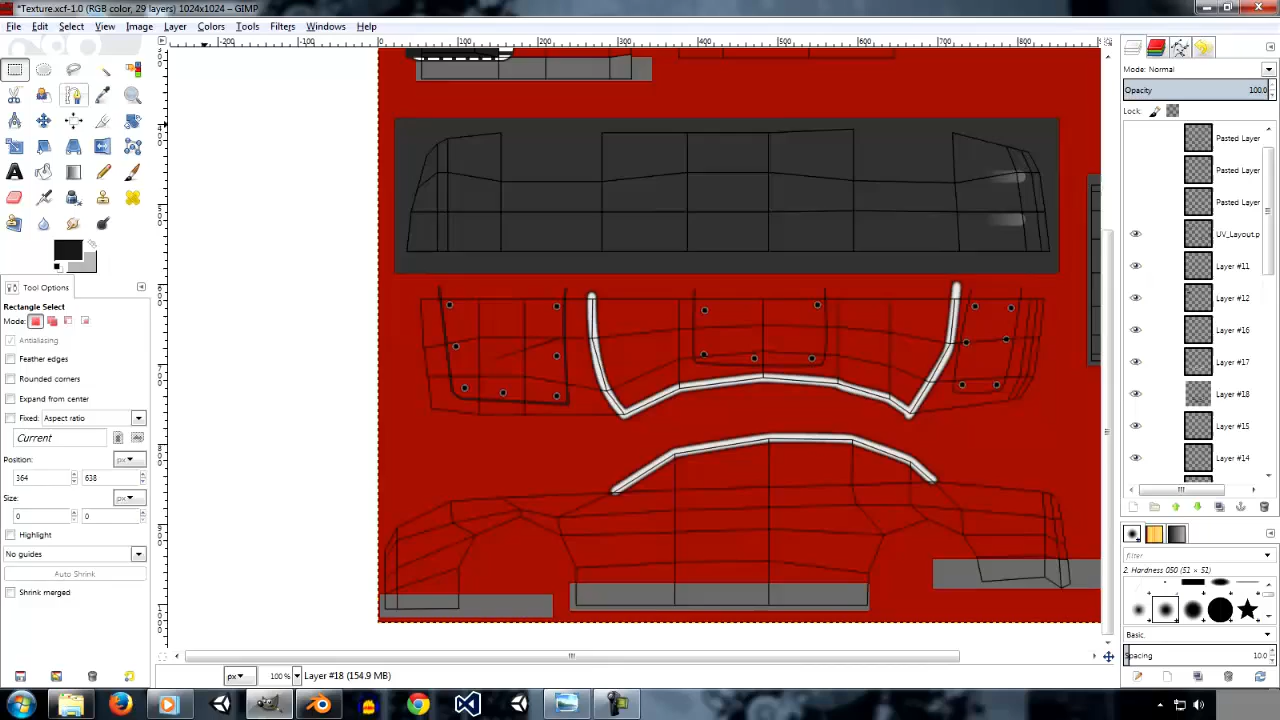 *Texture.xcf-1.0 (RGB color, 29 layers) 1024x1024 – GIMP
File Edit Select View Image Layer Colors Tools Filters Windows Help
-200 -100 0 100 200 300 400 500 600 700 800
Mode: Normal
Opacity 100.0
Lock:
Pasted Layer
Pasted Layer
Pasted Layer
UV_Layout.p
Layer #11
Layer #12
Layer #16
Layer #17
Layer #18
Layer #15
Layer #14
Tool Options
Rectangle Select
Mode:
Antialiasing
Feather edges
Rounded corners
Expand from center
Fixed: Aspect ratio
Current
Position: px
364 638
Size: px
0 0
Highlight
No guides
Auto Shrink
Shrink merged
filter
2. Hardness 050 (51 × 51)
Basic,
Spacing 10.0
px 100 % Layer #18 (154.9 MB)